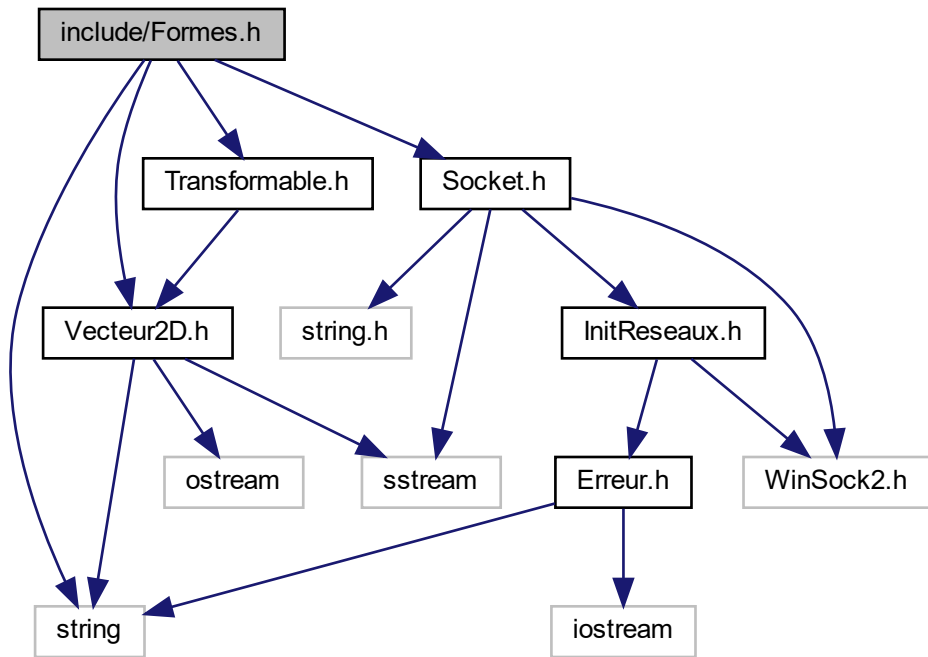 include/Formes.h
Transformable.h
Socket.h
Vecteur2D.h
string.h
InitReseaux.h
ostream
sstream
Erreur.h
WinSock2.h
string
iostream